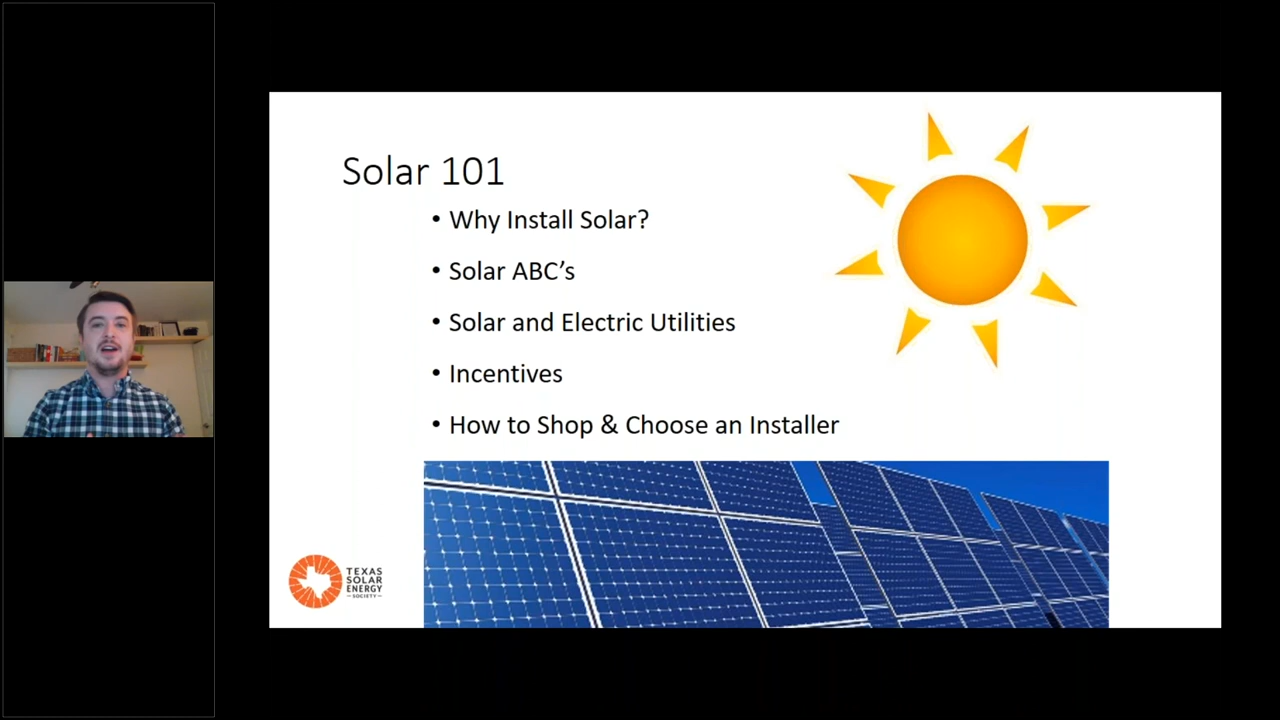 Solar 101
• Why Install Solar?
• Solar ABC’s
• Solar and Electric Utilities
• Incentives
• How to Shop & Choose an Installer
TEXAS
SOLAR
ENERGY
—SOCIETY—